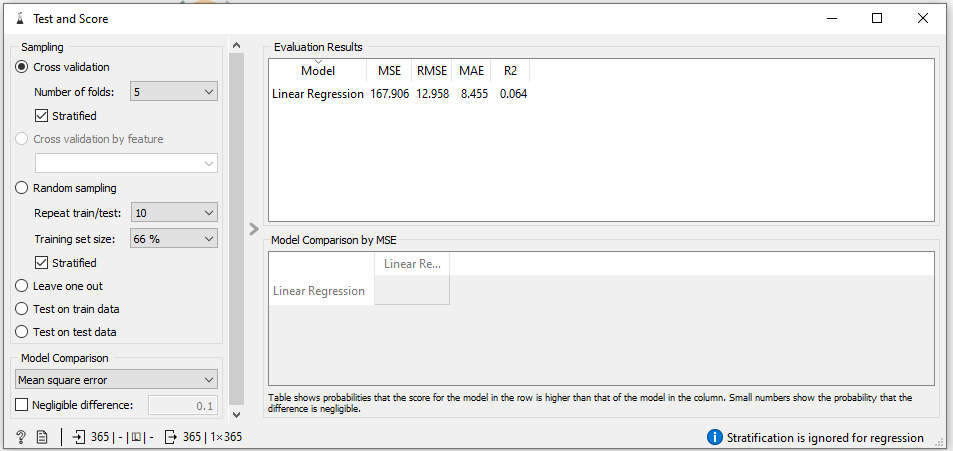 Test and Score
Sampling
Cross validation
Number of folds: 5
Stratified
Cross validation by feature
Random sampling
Repeat train/test: 10
Training set size: 66 %
Stratified
Leave one out
Test on train data
Test on test data
Model Comparison
Mean square error
Negligible difference: 0.1
365 | - | - 365 | 1×365
Evaluation Results
Model MSE RMSE MAE R2
Linear Regression 167.906 12.958 8.455 0.064
Model Comparison by MSE
Linear Re...
Linear Regression
Table shows probabilities that the score for the model in the row is higher than that of the model in the column. Small numbers show the probability that the
difference is negligible.
Stratification is ignored for regression